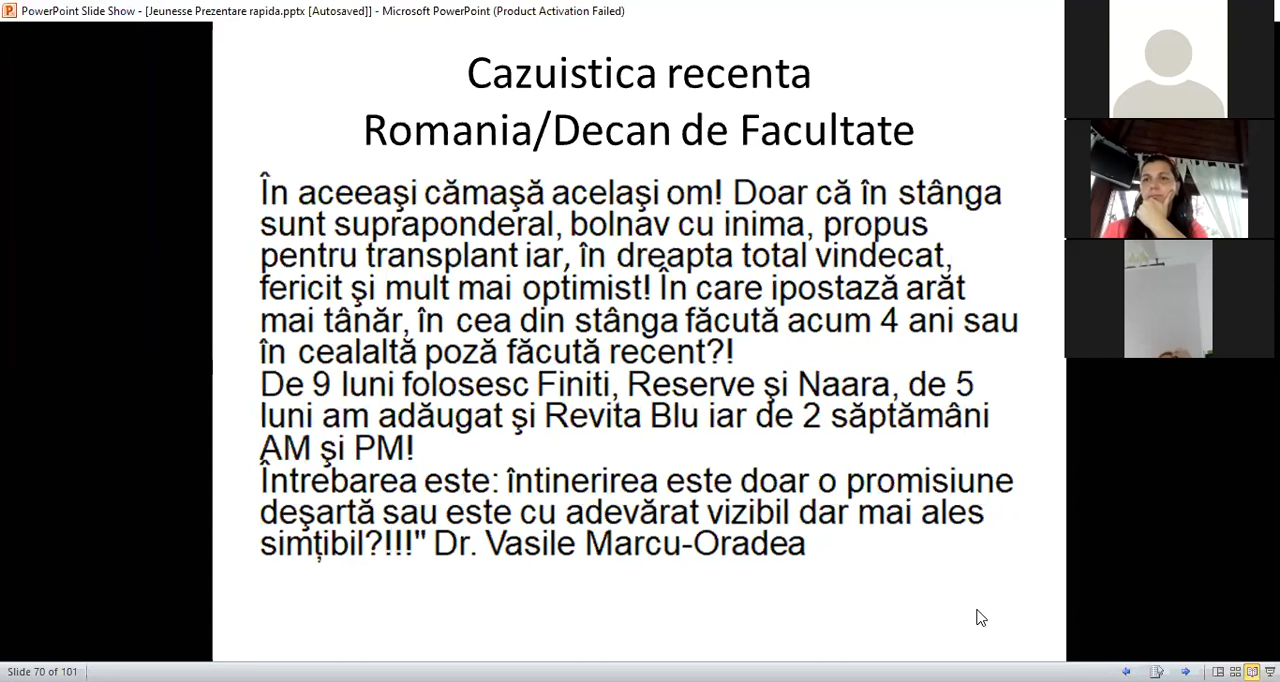 PowerPoint Slide Show - [Jeunesse Prezentare rapida.pptx [Autosaved]] - Microsoft PowerPoint (Product Activation Failed)
Cazuistica recenta
Romania/Decan de Facultate
În aceeaşi cămaşă acelaşi om! Doar că în stânga
sunt supraponderal, bolnav cu inima, propus
pentru transplant iar, în dreapta total vindecat,
fericit şi mult mai optimist! În care ipostază arăt
mai tânăr, în cea din stânga făcută acum 4 ani sau
în cealaltă poză făcută recent?!
De 9 luni folosesc Finiti, Reserve şi Naara, de 5
luni am adăugat şi Revita Blu iar de 2 săptămâni
AM şi PM!
Întrebarea este: întinerirea este doar o promisiune
deşartă sau este cu adevărat vizibil dar mai ales
simțibil?!!!" Dr. Vasile Marcu-Oradea
Slide 70 of 101